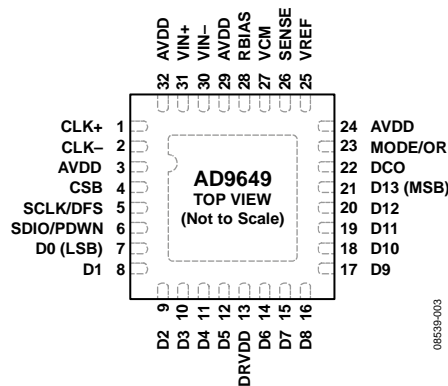 32 AVDD
31 VIN+
30 VIN–
29 AVDD
28 RBIAS
27 VCM
26 SENSE
25 VREF
CLK+ 1
CLK– 2
AVDD 3
CSB 4
SCLK/DFS 5
SDIO/PDWN 6
D0 (LSB) 7
D1 8
AD9649
TOP VIEW
(Not to Scale)
24 AVDD
23 MODE/OR
22 DCO
21 D13 (MSB)
20 D12
19 D11
18 D10
17 D9
D2 9
D3 10
D4 11
D5 12
DRVDD 13
D6 14
D7 15
D8 16
08539-003